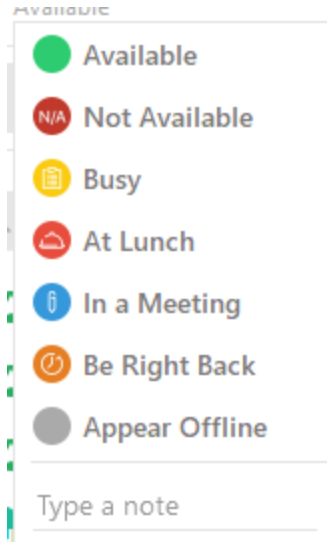 Available
Available
N/A Not Available
Busy
At Lunch
In a Meeting
Be Right Back
Appear Offline
Type a note